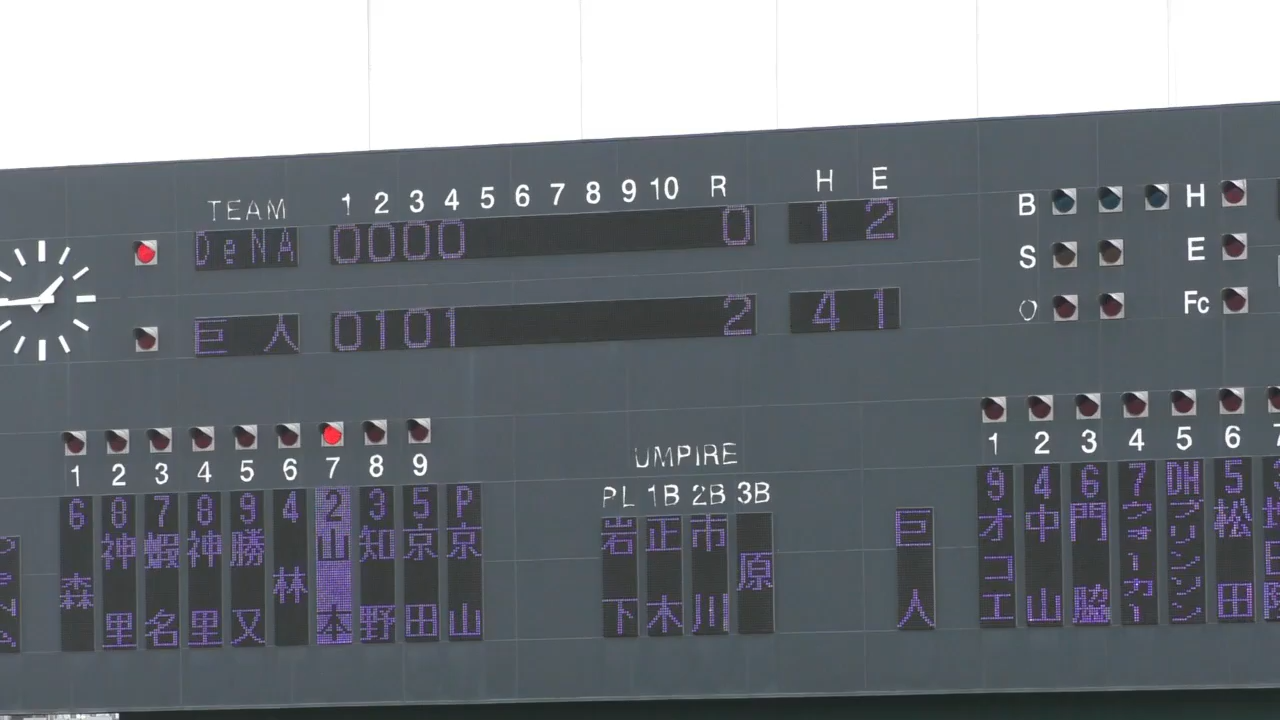 TEAM 1 2 3 4 5 6 7 8 9 10 R H E
DeNA 0000 0 1 2
巨人 0101 2 4 1
B H
S E
O Fc
1 2 3 4 5 6 7 8 9
6 森
8 神里
7 蝦名
8 神里
9 勝又
4 林
2 山本
3 知野
5 京田
P 京山
UMPIRE
PL 1B 2B 3B
岩下
正木
市川
原
巨人
1 2 3 4 5 6 7
9 オコエ
4 中山
6 門脇
7 ウォーカー
DH ブリンソン
5 松田